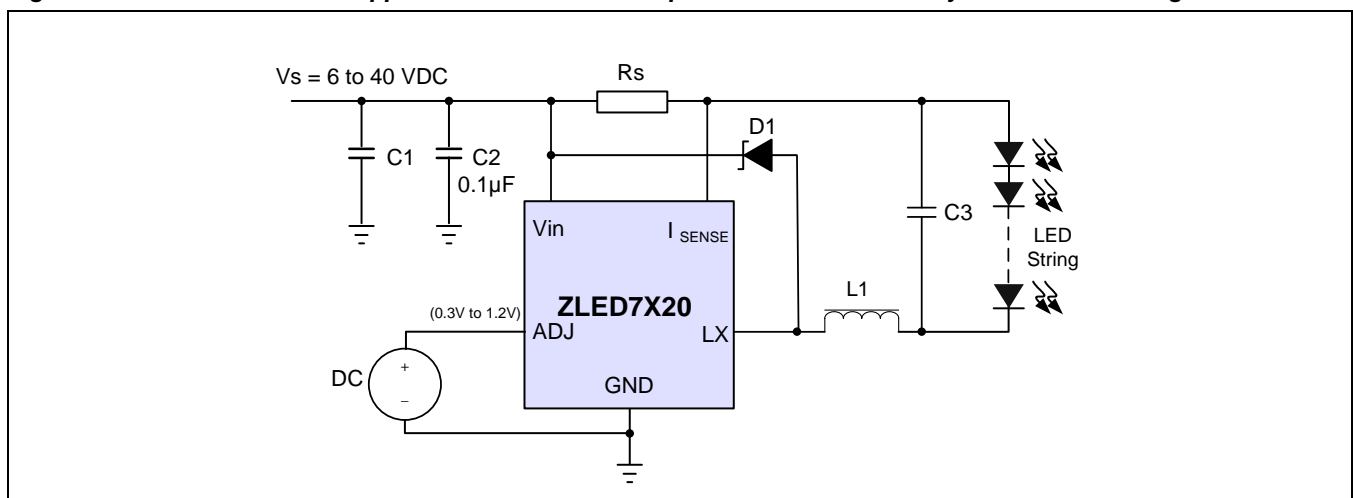 Vs = 6 to 40 VDC
Rs
D1
C1
C2
0.1µF
C3
Vin
I SENSE
LED
String
ZLED7X20
L1
(0.3V to 1.2V)
ADJ
LX
DC
+
–
GND